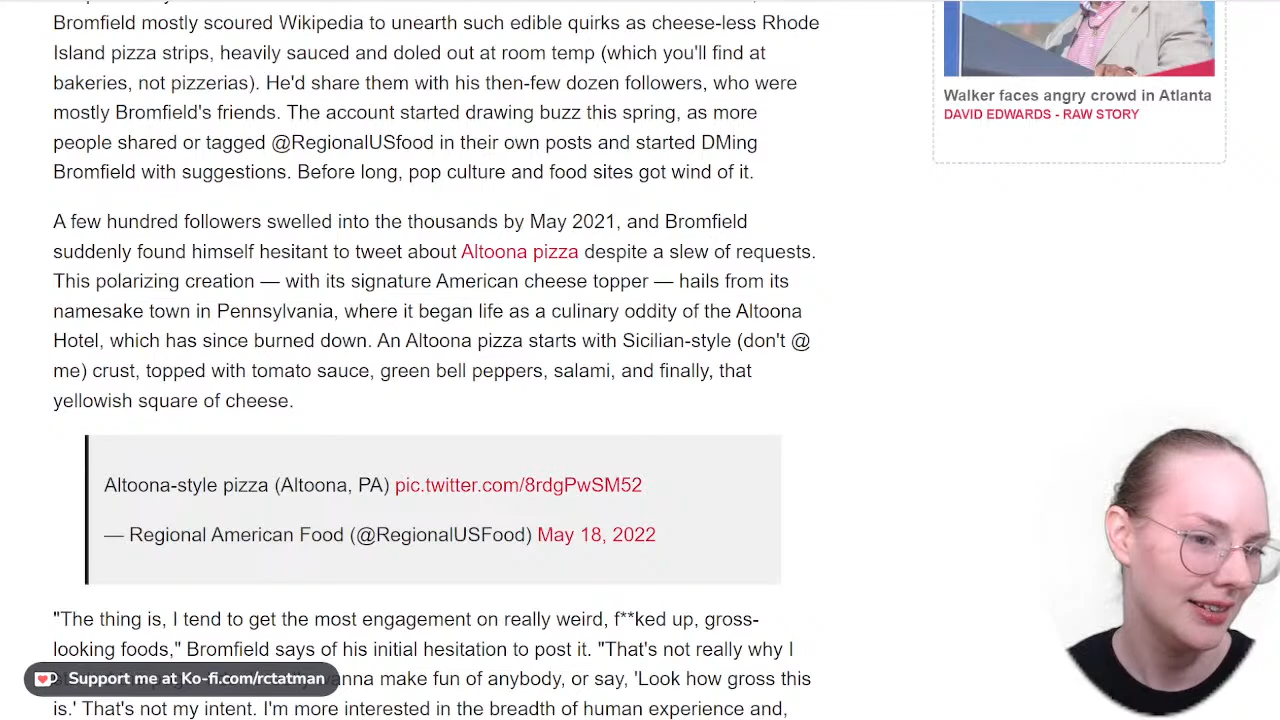 Bromfield mostly scoured Wikipedia to unearth such edible quirks as cheese-less Rhode
Island pizza strips, heavily sauced and doled out at room temp (which you'll find at
bakeries, not pizzerias). He'd share them with his then-few dozen followers, who were
mostly Bromfield's friends. The account started drawing buzz this spring, as more
people shared or tagged @RegionalUSfood in their own posts and started DMing
Bromfield with suggestions. Before long, pop culture and food sites got wind of it.
A few hundred followers swelled into the thousands by May 2021, and Bromfield
suddenly found himself hesitant to tweet about Altoona pizza despite a slew of requests.
This polarizing creation — with its signature American cheese topper — hails from its
namesake town in Pennsylvania, where it began life as a culinary oddity of the Altoona
Hotel, which has since burned down. An Altoona pizza starts with Sicilian-style (don't @
me) crust, topped with tomato sauce, green bell peppers, salami, and finally, that
yellowish square of cheese.
Altoona-style pizza (Altoona, PA) pic.twitter.com/8rdgPwSM52
— Regional American Food (@RegionalUSFood) May 18, 2022
"The thing is, I tend to get the most engagement on really weird, f**ked up, gross-
looking foods," Bromfield says of his initial hesitation to post it. "That's not really why I
wanna make fun of anybody, or say, 'Look how gross this
is.' That's not my intent. I'm more interested in the breadth of human experience and,
Support me at Ko-fi.com/rctatman
Walker faces angry crowd in Atlanta
DAVID EDWARDS - RAW STORY